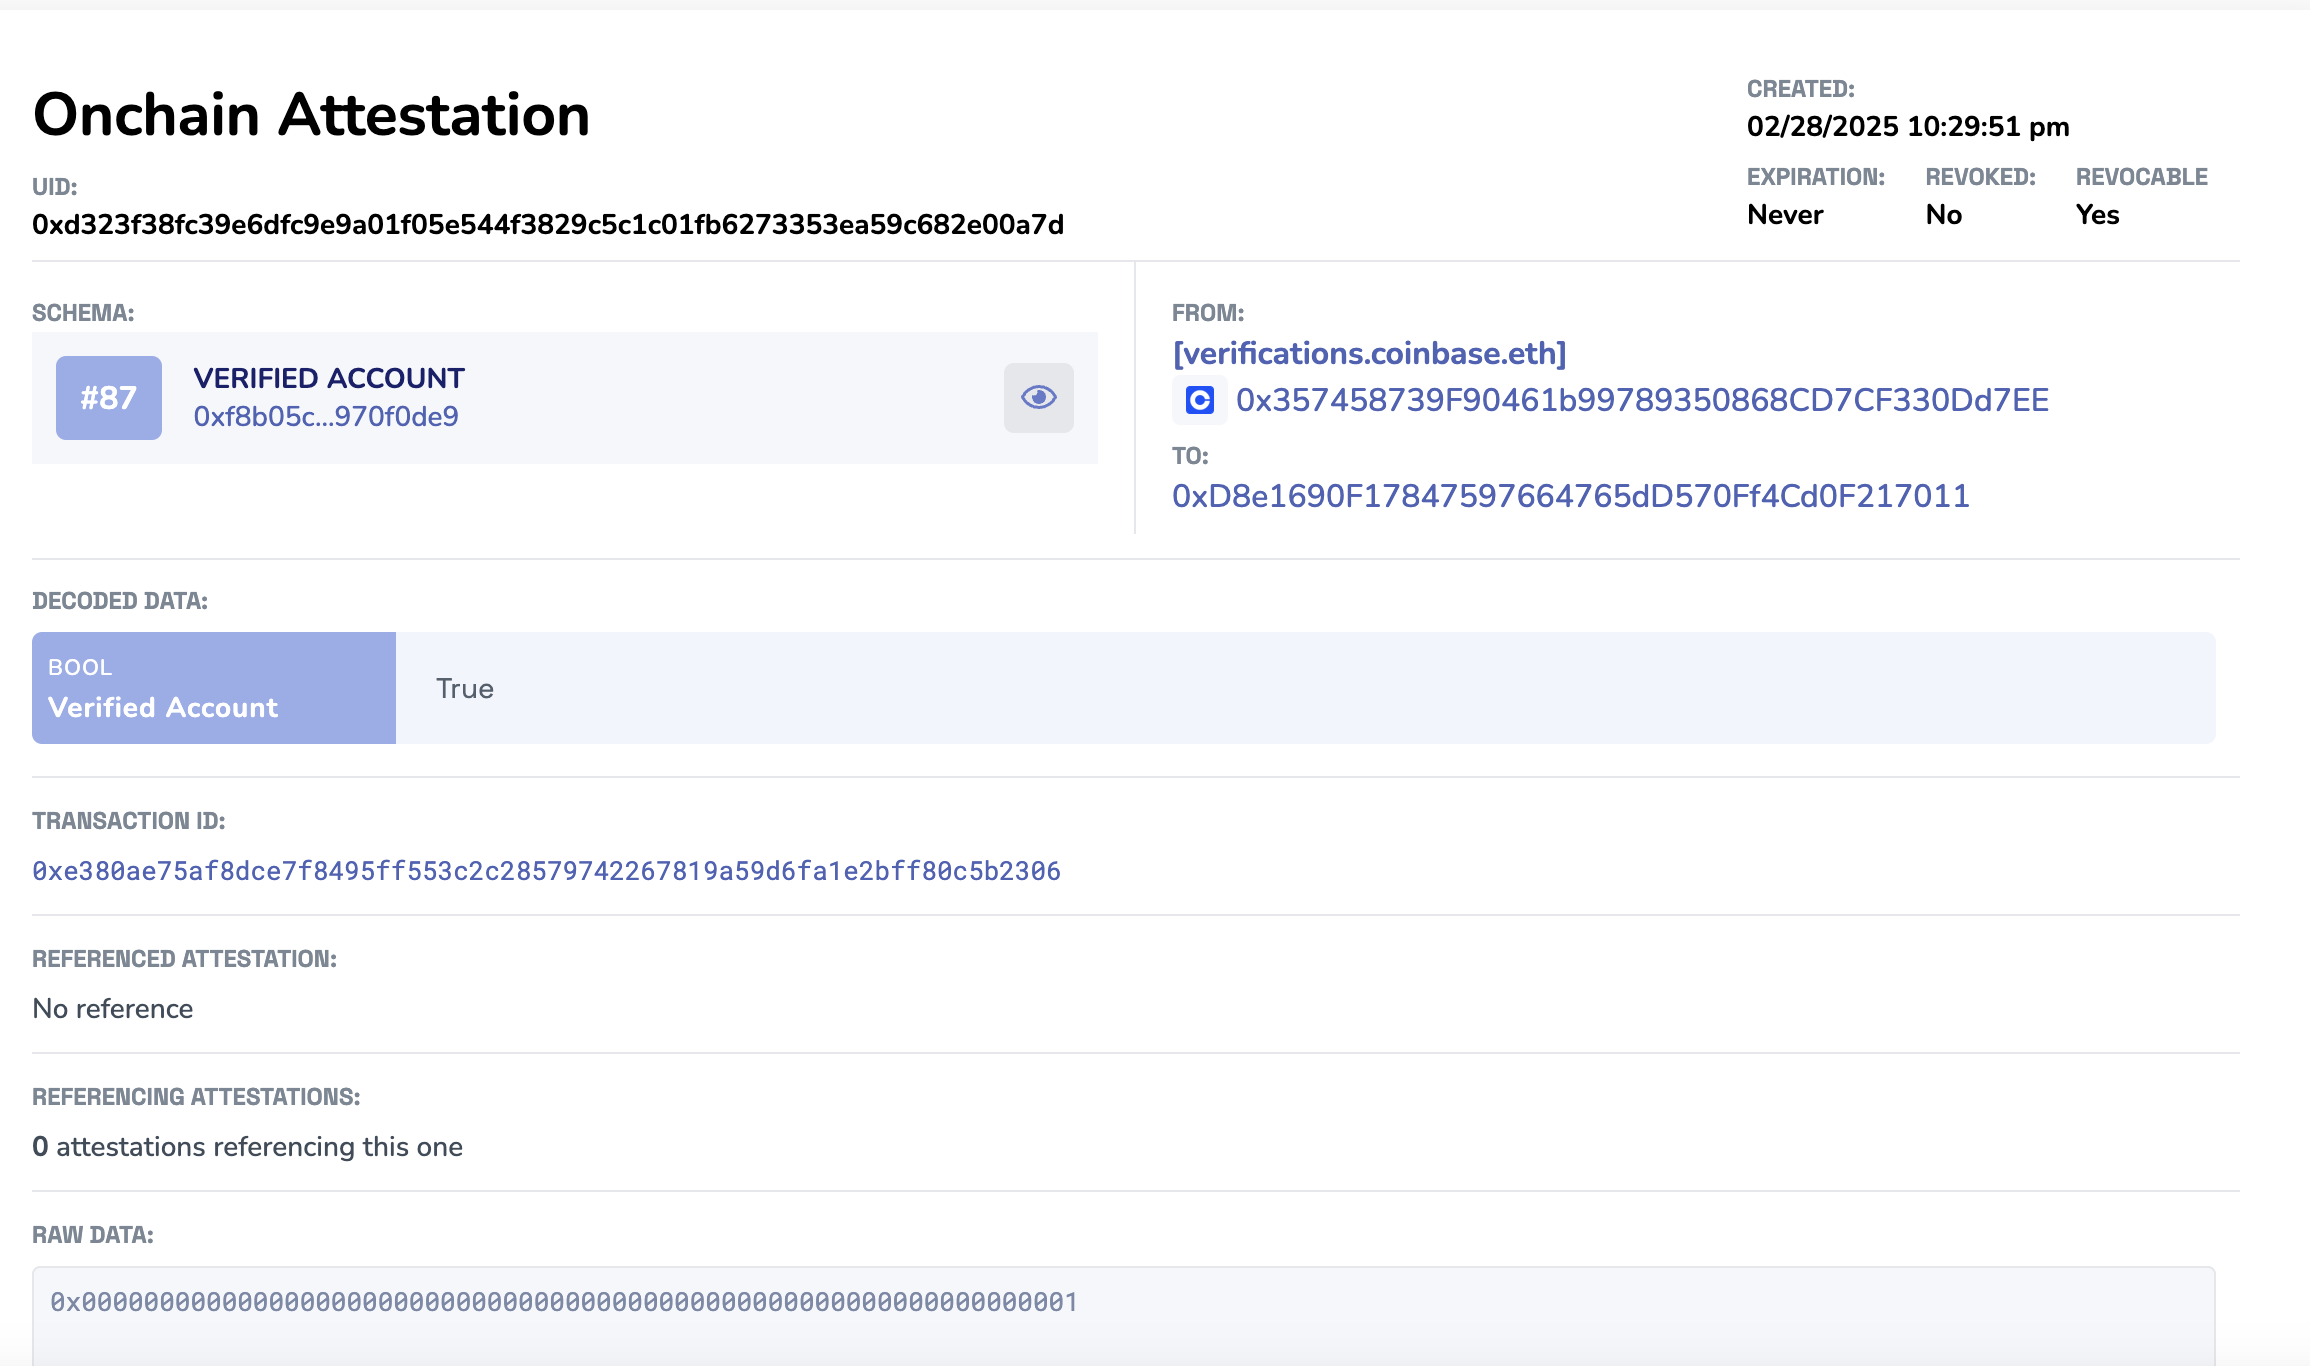 Onchain Attestation
UID:
0xd323f38fc39e6dfc9e9a01f05e544f3829c5c1c01fb6273353ea59c682e00a7d
CREATED:
02/28/2025 10:29:51 pm
EXPIRATION: REVOKED: REVOCABLE
Never No Yes
SCHEMA:
#87
VERIFIED ACCOUNT
0xf8b05c...970f0de9
FROM:
[verifications.coinbase.eth]
0x357458739F90461b99789350868CD7CF330Dd7EE
TO:
0xD8e1690F17847597664765dD570Ff4Cd0F217011
DECODED DATA:
BOOL
Verified Account
True
TRANSACTION ID:
0xe380ae75af8dce7f8495ff553c2c28579742267819a59d6fa1e2bff80c5b2306
REFERENCED ATTESTATION:
No reference
REFERENCING ATTESTATIONS:
0 attestations referencing this one
RAW DATA:
0x0000000000000000000000000000000000000000000000000000000000000001